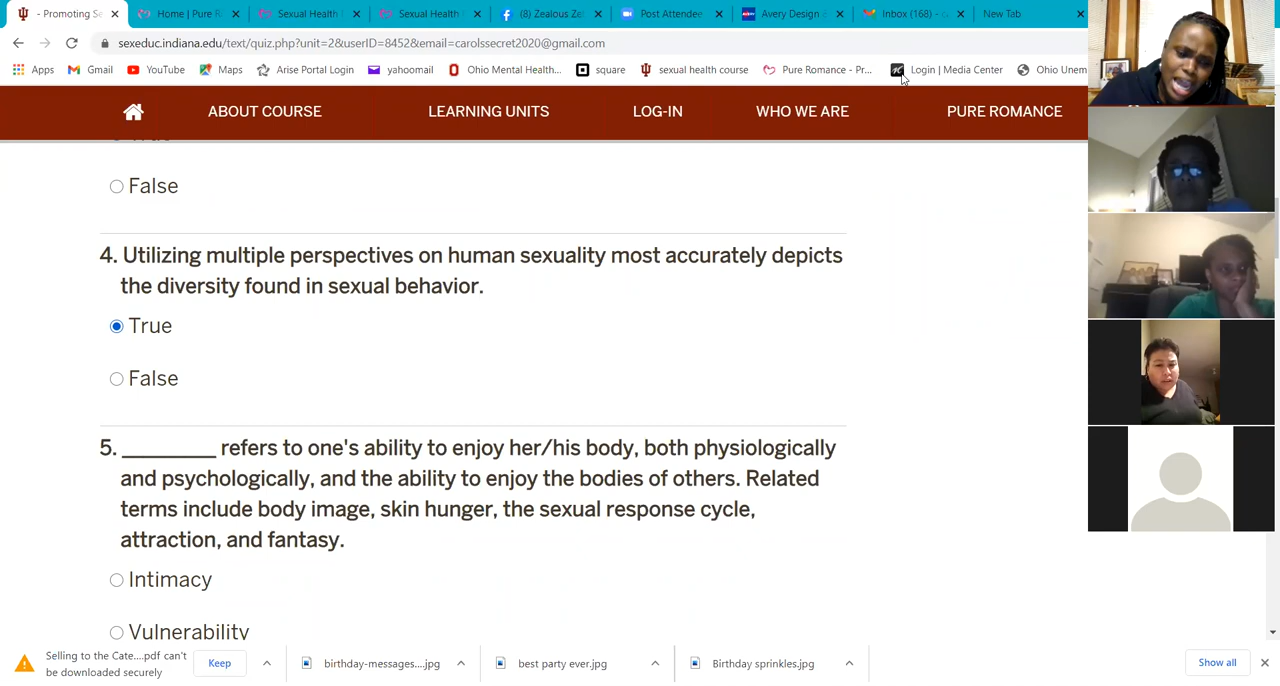 - Promoting Se
Home | Pure R
Sexual Health
Sexual Health
(8) Zealous Ze
Post Attendee
Avery Design
Inbox (168) -
New Tab
sexeduc.indiana.edu/text/quiz.php?unit=2&userID=8452&email=carolssecret2020@gmail.com
Apps
Gmail
YouTube
Maps
Arise Portal Login
yahoomail
Ohio Mental Health...
square
sexual health course
Pure Romance - Pr...
Login | Media Center
Ohio Unem
ABOUT COURSE
LEARNING UNITS
LOG-IN
WHO WE ARE
PURE ROMANCE
False
4. Utilizing multiple perspectives on human sexuality most accurately depicts
the diversity found in sexual behavior.
True
False
5. _________ refers to one's ability to enjoy her/his body, both physiologically
and psychologically, and the ability to enjoy the bodies of others. Related
terms include body image, skin hunger, the sexual response cycle,
attraction, and fantasy.
Intimacy
Vulnerability
Selling to the Cate....pdf can't
be downloaded securely
Keep
birthday-messages....jpg
best party ever.jpg
Birthday sprinkles.jpg
Show all